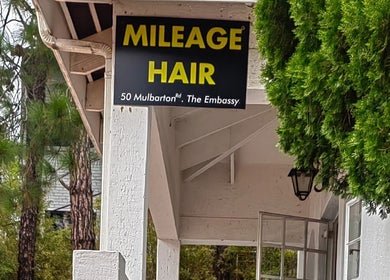 MILEAGE
HAIR
50 Mulbarton Rd. The Embassy